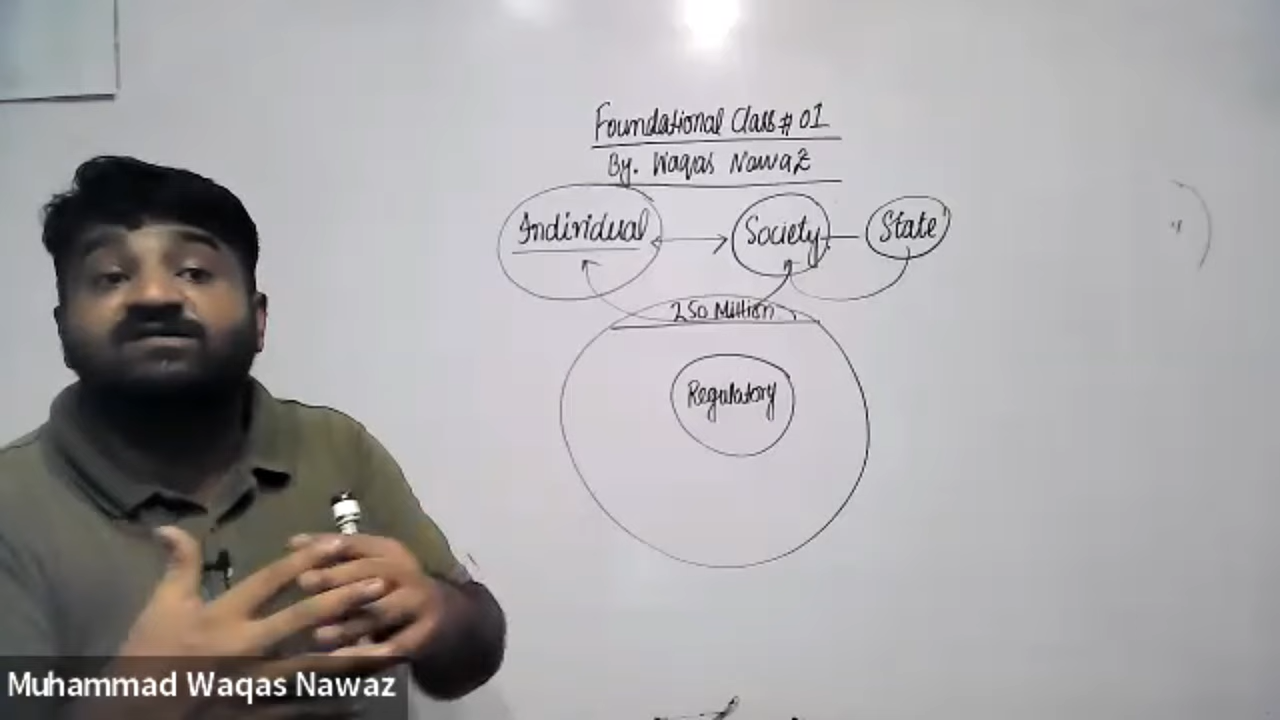 Foundational Class # 01
By. Waqas Nawaz
Individual Society State
250 Million
Regulatory
Muhammad Waqas Nawaz